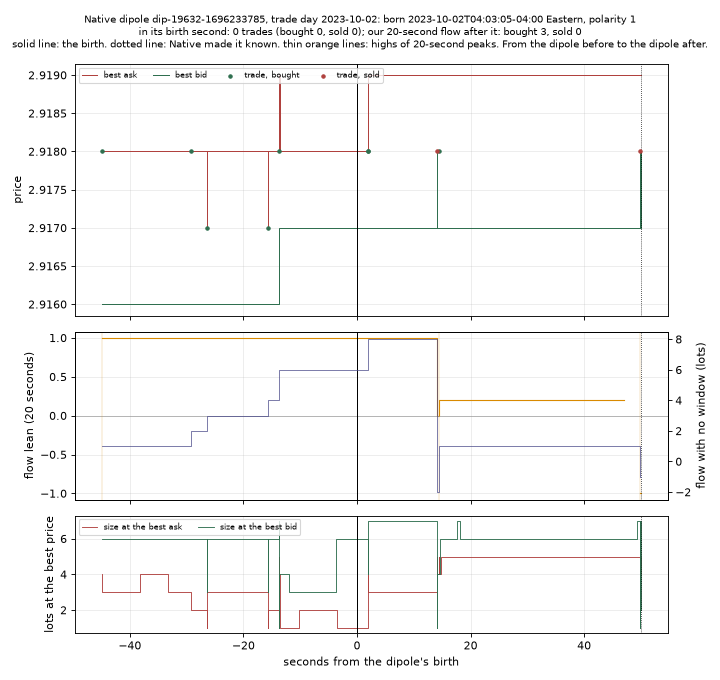 Native dipole dip-19632-1696233785, trade day 2023-10-02: born 2023-10-02T04:03:05-04:00 Eastern, polarity 1
in its birth second: 0 trades (bought 0, sold 0); our 20-second flow after it: bought 3, sold 0
solid line: the birth. dotted line: Native made it known. thin orange lines: highs of 20-second peaks. From the dipole before to the dipole after.
best ask best bid trade, bought trade, sold
2.9190
2.9185
2.9180
2.9175
2.9170
2.9165
2.9160
price
1.0
0.5
0.0
−0.5
−1.0
flow lean (20 seconds)
8
6
4
2
0
−2
flow with no window (lots)
size at the best ask size at the best bid
6
4
2
lots at the best price
−40 −20 0 20 40
seconds from the dipole's birth